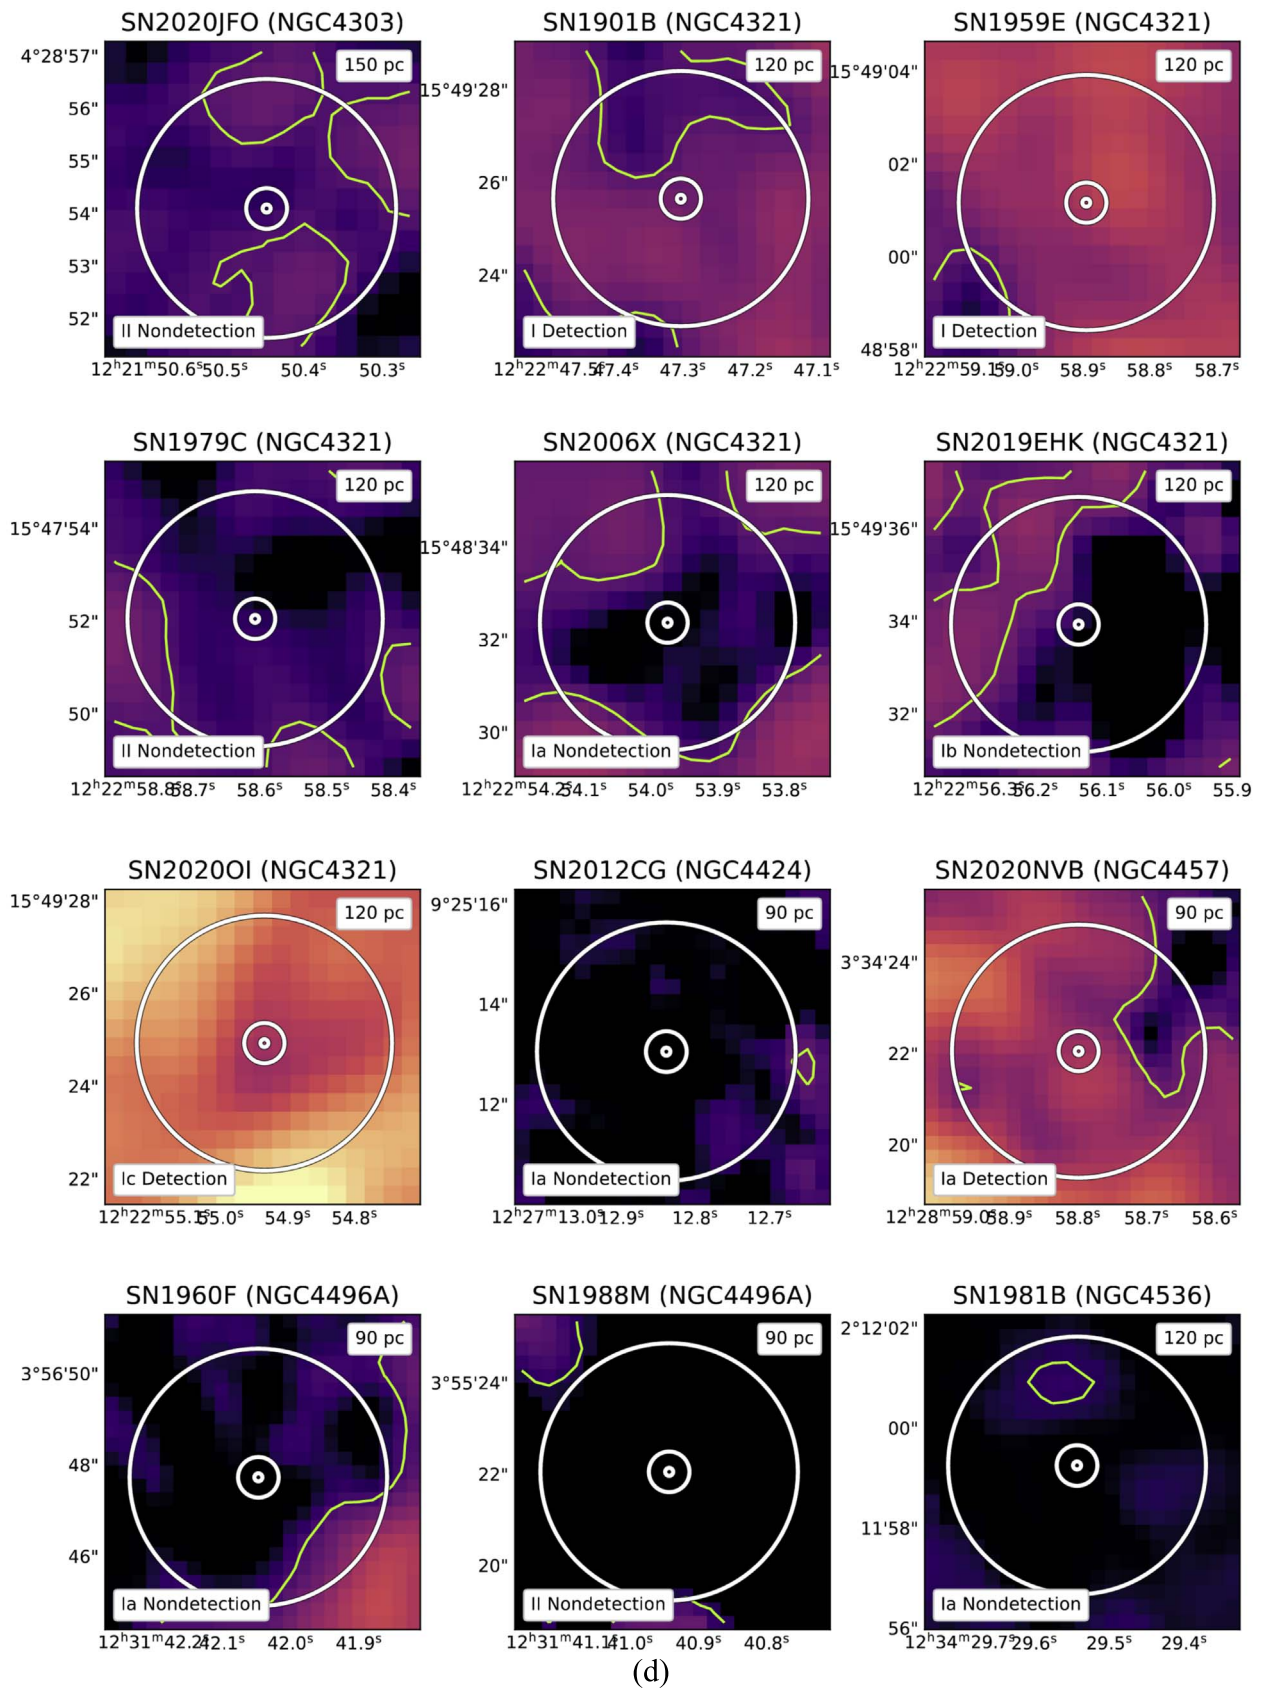 SN2020JFO (NGC4303) SN1901B (NGC4321) SN1959E (NGC4321)
4°28'57" 150 pc 15°49'28" 120 pc 15°49'04" 120 pc
56"
55" 26" 02"
54"
53" 24" 00"
52" II Nondetection I Detection 48'58" I Detection
12ʰ21ᵐ50.6ˢ 50.5ˢ 50.4ˢ 50.3ˢ 12ʰ22ᵐ47.5ˢ 47.4ˢ 47.3ˢ 47.2ˢ 47.1ˢ 12ʰ22ᵐ59.1ˢ 59.0ˢ 58.9ˢ 58.8ˢ 58.7ˢ
SN1979C (NGC4321) SN2006X (NGC4321) SN2019EHK (NGC4321)
15°47'54" 120 pc 15°48'34" 120 pc 15°49'36" 120 pc
52" 32" 34"
50" 30" 32"
II Nondetection Ia Nondetection Ib Nondetection
12ʰ22ᵐ58.8ˢ 58.7ˢ 58.6ˢ 58.5ˢ 58.4ˢ 12ʰ22ᵐ54.2ˢ 54.1ˢ 54.0ˢ 53.9ˢ 53.8ˢ 12ʰ22ᵐ56.3ˢ 56.2ˢ 56.1ˢ 56.0ˢ 55.9
SN2020OI (NGC4321) SN2012CG (NGC4424) SN2020NVB (NGC4457)
15°49'28" 120 pc 9°25'16" 90 pc 3°34'24" 90 pc
26" 14" 22"
24" 12" 20"
22" Ic Detection Ia Nondetection Ia Detection
12ʰ22ᵐ55.1ˢ 55.0ˢ 54.9ˢ 54.8ˢ 12ʰ27ᵐ13.0ˢ 12.9ˢ 12.8ˢ 12.7ˢ 12ʰ28ᵐ59.0ˢ 58.9ˢ 58.8ˢ 58.7ˢ 58.6ˢ
SN1960F (NGC4496A) SN1988M (NGC4496A) SN1981B (NGC4536)
3°56'50" 90 pc 3°55'24" 90 pc 2°12'02" 120 pc
48" 22" 00"
46" 20" 11'58"
Ia Nondetection II Nondetection 56" Ia Nondetection
12ʰ31ᵐ42.2ˢ 42.1ˢ 42.0ˢ 41.9ˢ 12ʰ31ᵐ41.1ˢ 41.0ˢ 40.9ˢ 40.8ˢ 12ʰ34ᵐ29.7ˢ 29.6ˢ 29.5ˢ 29.4ˢ
(d)